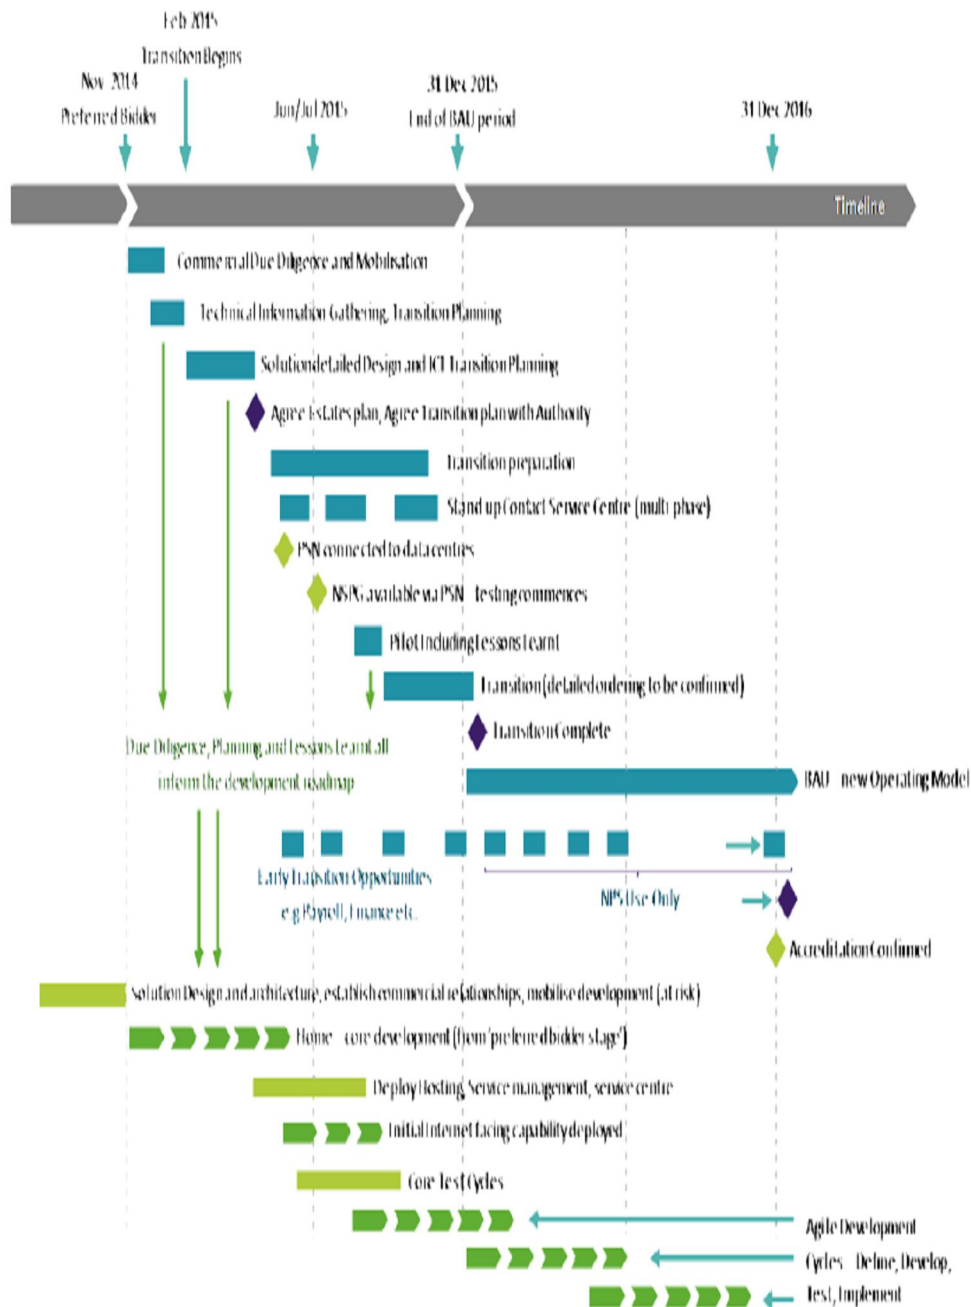 Feb 2015
Transition Begins
Nov 2014
Preferred Bidder
Jun/Jul 2015
31 Dec 2015
End of BAU period
31 Dec 2016
Timeline
Commercial Due Diligence and Mobilisation
Technical Information Gathering, Transition Planning
Solution detailed Design and ICT Transition Planning
Agree Estates plan, Agree Transition plan with Authority
Transition preparation
Stand up Contact Service Centre (multi phase)
PSN connected to data centres
NSPG available via PSN testing commences
Pilot Including Lessons Learnt
Transition (detailed ordering to be confirmed)
Transition Complete
Due Diligence, Planning and Lessons Learnt all
inform the development roadmap
BAU new Operating Model
Early Transition Opportunities
e.g Payroll, Finance etc.
NPS Use Only
Accreditation Confirmed
Solution Design and architecture, establish commercial relationships, mobilise development (at risk)
Home core development (from 'preferred bidder stage')
Deploy Hosting, Service management, service centre
Initial Internet facing capability deployed
Core Test Cycles
Agile Development
Cycles Define, Develop,
Test, Implement